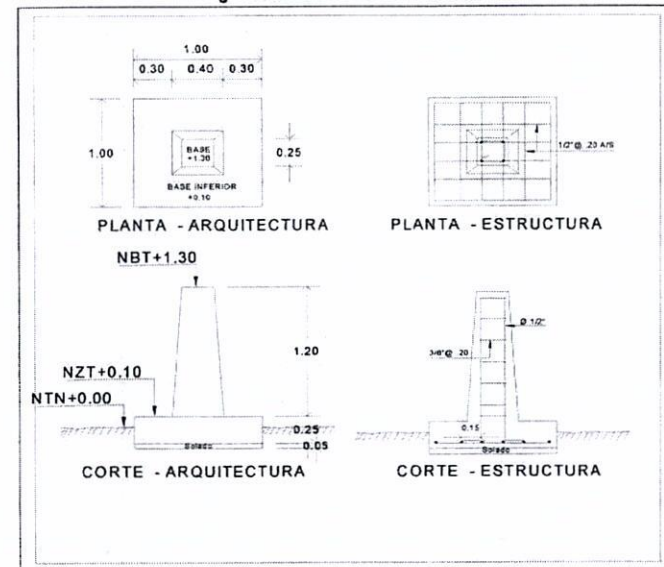 1.00
0.30 0.40 0.30
1.00
BASE
+1.30
0.25
BASE INFERIOR
+0.10
PLANTA - ARQUITECTURA
1/2"@ .23 A/S
PLANTA - ESTRUCTURA
NBT+1.30
1.20
NZT+0.10
NTN+0.00
0.25
Solado
0.05
CORTE - ARQUITECTURA
Ø 1/2"
3/8"@ .20
0.15
Solado
CORTE - ESTRUCTURA